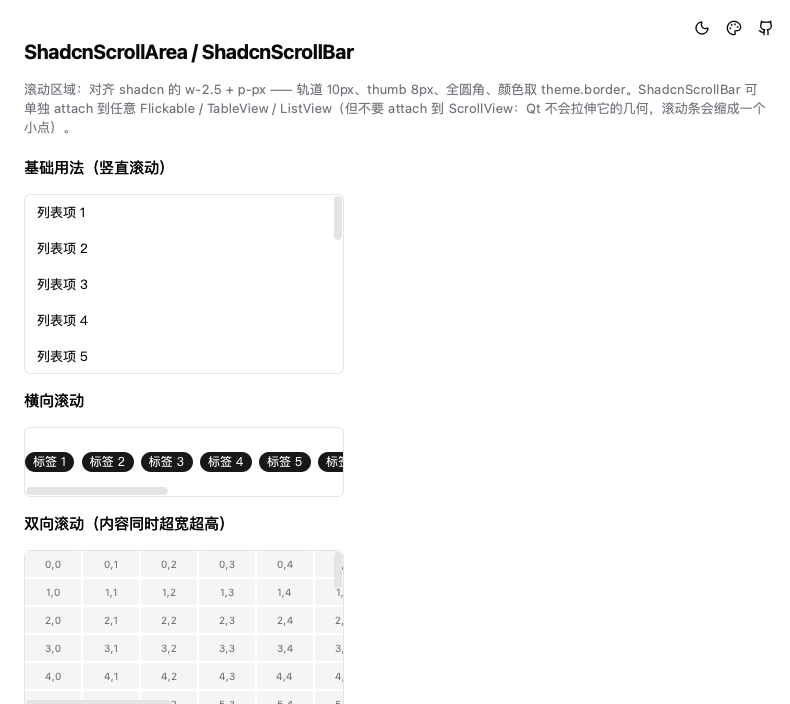 ShadcnScrollArea / ShadcnScrollBar
滚动区域：对齐 shadcn 的 w-2.5 + p-px —— 轨道 10px、thumb 8px、全圆角、颜色取 theme.border。ShadcnScrollBar 可
单独 attach 到任意 Flickable / TableView / ListView（但不要 attach 到 ScrollView：Qt 不会拉伸它的几何，滚动条会缩成一个
小点）。
基础用法（竖直滚动）
列表项 1
列表项 2
列表项 3
列表项 4
列表项 5
横向滚动
标签 1 标签 2 标签 3 标签 4 标签 5
双向滚动（内容同时超宽超高）
0,0 0,1 0,2 0,3 0,4
1,0 1,1 1,2 1,3 1,4
2,0 2,1 2,2 2,3 2,4
3,0 3,1 3,2 3,3 3,4
4,0 4,1 4,2 4,3 4,4